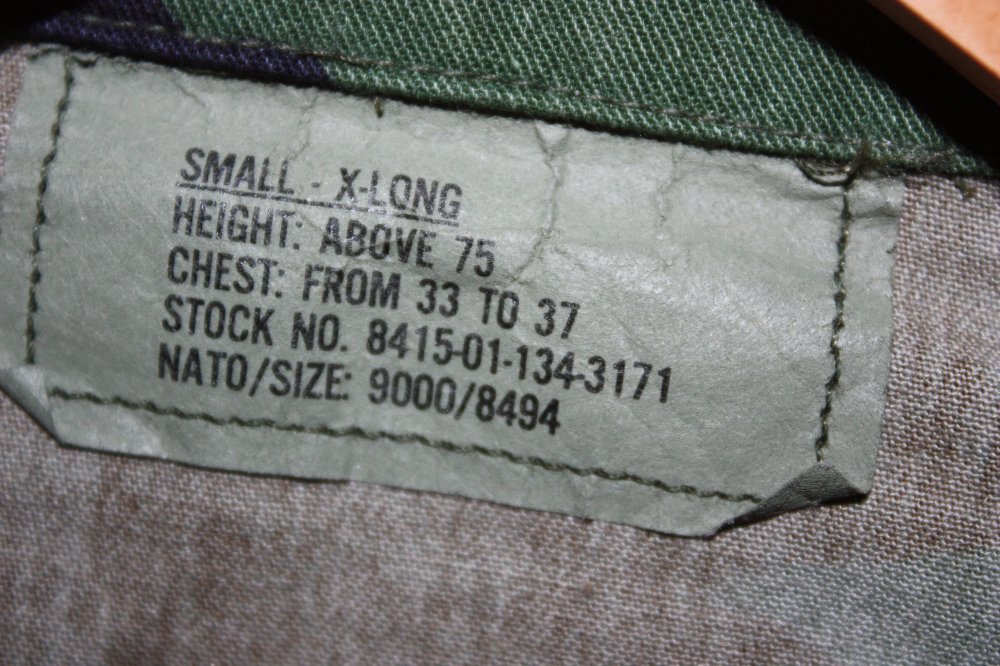 SMALL - X-LONG
HEIGHT: ABOVE 75
CHEST: FROM 33 TO 37
STOCK NO. 8415-01-134-3171
NATO/SIZE: 9000/8494